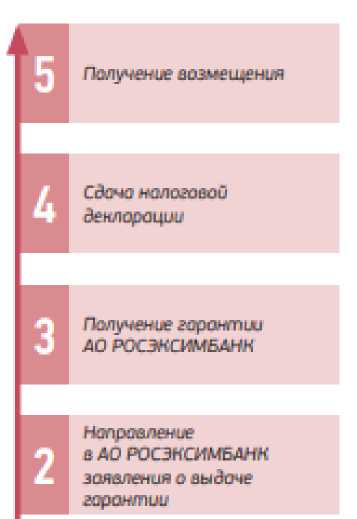 5
Получение возмещения
4
Сдача налоговой
декларации
3
Получение гарантии
АО РОСЭКСИМБАНК
2
Направление
в АО РОСЭКСИМБАНК
заявления о выдаче
гарантии